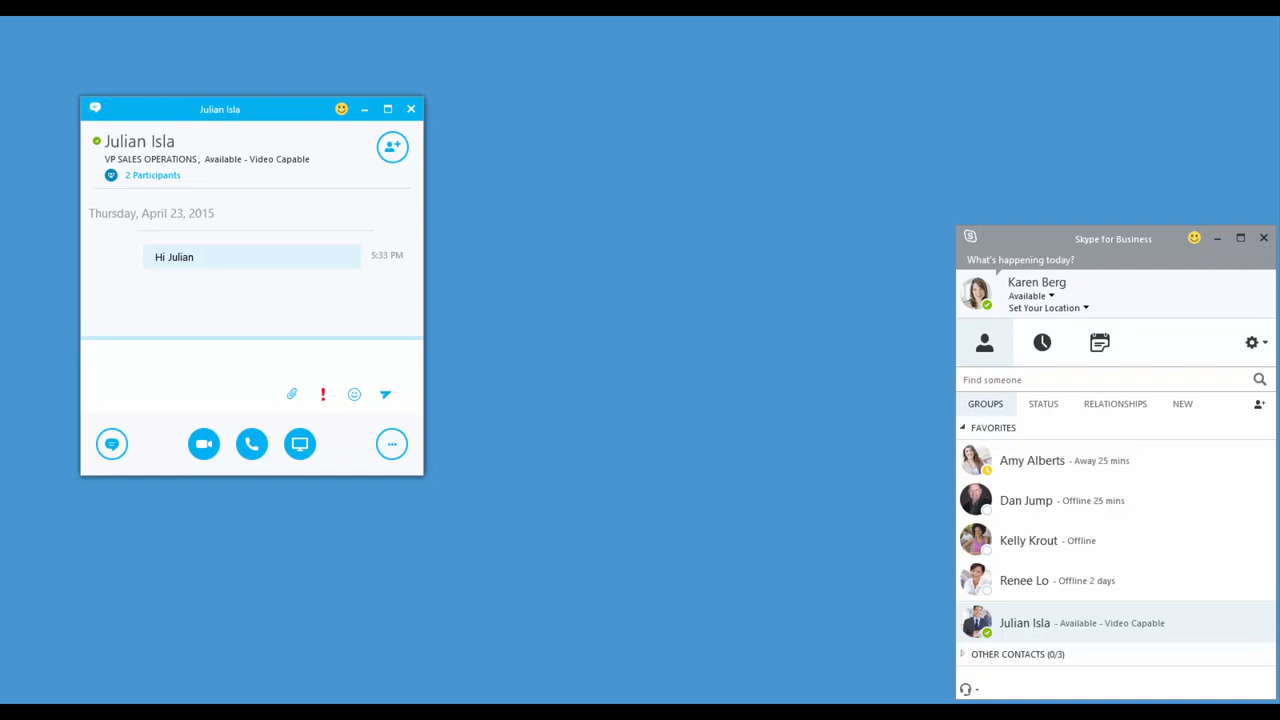 Julian Isla
Julian Isla
VP SALES OPERATIONS, Available - Video Capable
2 Participants
Thursday, April 23, 2015
Hi Julian 5:33 PM
Skype for Business
What's happening today?
Karen Berg
Available
Set Your Location
Find someone
GROUPS STATUS RELATIONSHIPS NEW
FAVORITES
Amy Alberts - Away 25 mins
Dan Jump - Offline 25 mins
Kelly Krout - Offline
Renee Lo - Offline 2 days
Julian Isla - Available - Video Capable
OTHER CONTACTS (0/3)